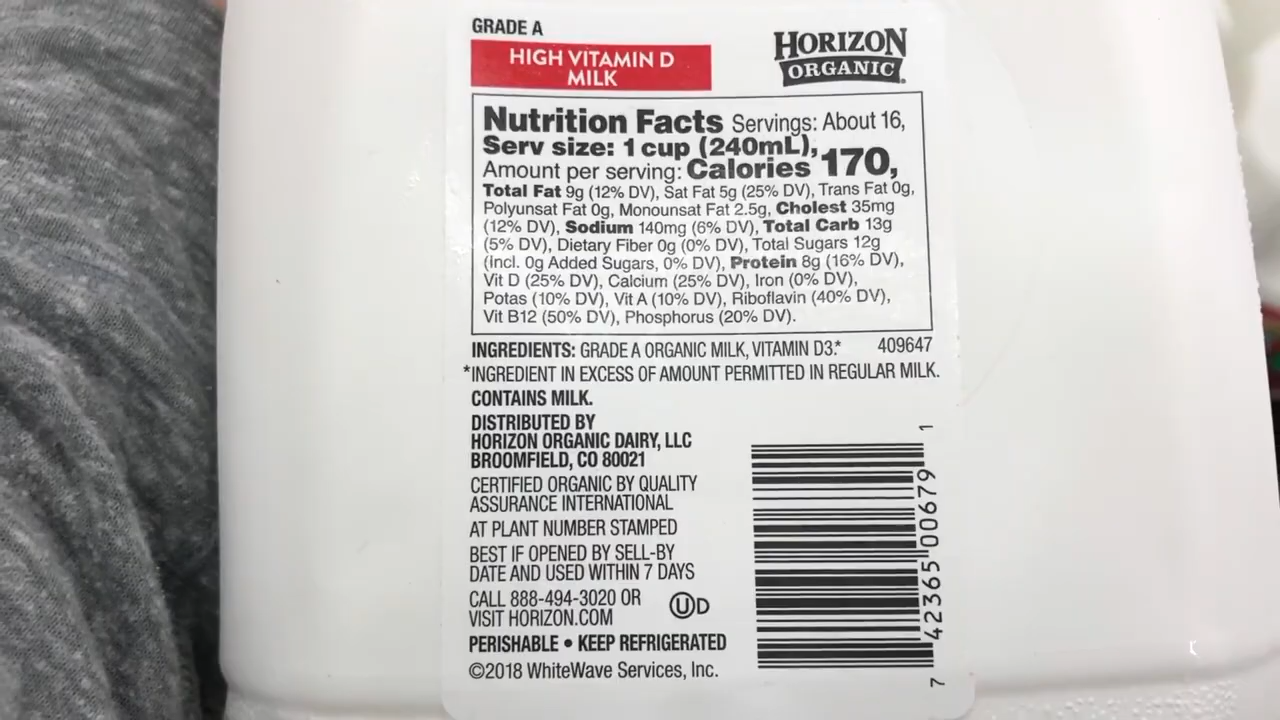 GRADE A
HIGH VITAMIN D
MILK
HORIZON
ORGANIC®
Nutrition Facts Servings: About 16,
Serv size: 1 cup (240mL),
Amount per serving: Calories 170,
Total Fat 9g (12% DV), Sat Fat 5g (25% DV), Trans Fat 0g,
Polyunsat Fat 0g, Monounsat Fat 2.5g, Cholest 35mg
(12% DV), Sodium 140mg (6% DV), Total Carb 13g
(5% DV), Dietary Fiber 0g (0% DV), Total Sugars 12g
(Incl. 0g Added Sugars, 0% DV), Protein 8g (16% DV),
Vit D (25% DV), Calcium (25% DV), Iron (0% DV),
Potas (10% DV), Vit A (10% DV), Riboflavin (40% DV),
Vit B12 (50% DV), Phosphorus (20% DV).
INGREDIENTS: GRADE A ORGANIC MILK, VITAMIN D3.* 409647
*INGREDIENT IN EXCESS OF AMOUNT PERMITTED IN REGULAR MILK.
CONTAINS MILK.
DISTRIBUTED BY
HORIZON ORGANIC DAIRY, LLC
BROOMFIELD, CO 80021
CERTIFIED ORGANIC BY QUALITY
ASSURANCE INTERNATIONAL
AT PLANT NUMBER STAMPED
BEST IF OPENED BY SELL-BY
DATE AND USED WITHIN 7 DAYS
CALL 888-494-3020 OR
VISIT HORIZON.COM
UD
PERISHABLE • KEEP REFRIGERATED
©2018 WhiteWave Services, Inc.
7 42365 00679 1